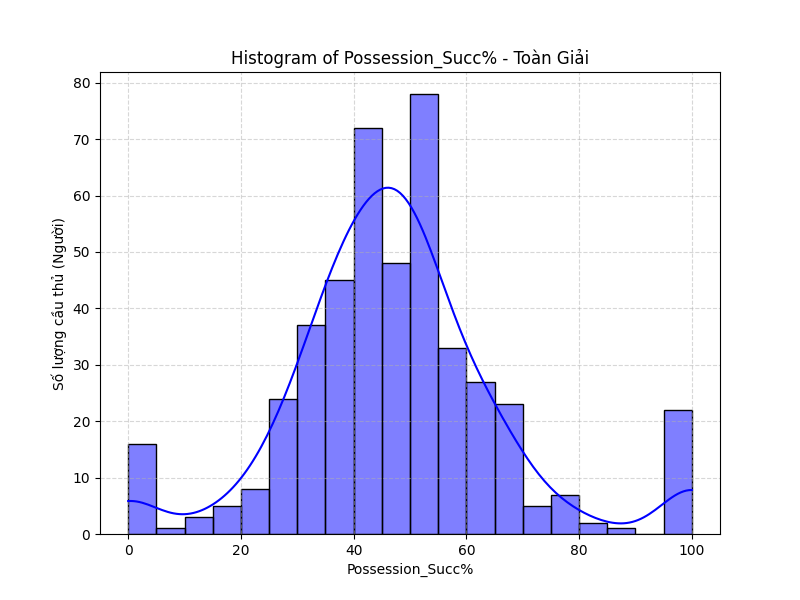 Histogram of Possession_Succ% - Toàn Giải
80
70
60
50
40
30
20
10
0
Số lượng cầu thủ (Người)
0 20 40 60 80 100
Possession_Succ%